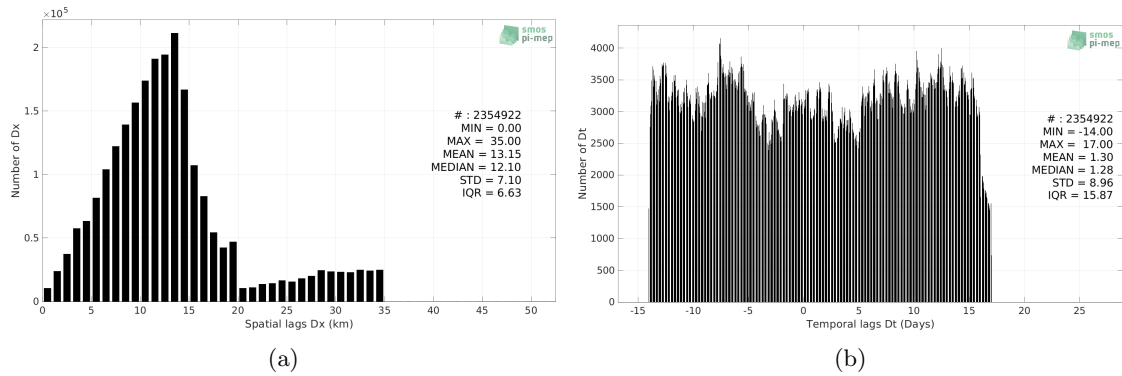 ×10⁵
smos
pi-mep
2
1.5
1
0.5
0
Number of Dx
# : 2354922
MIN = 0.00
MAX = 35.00
MEAN = 13.15
MEDIAN = 12.10
STD = 7.10
IQR = 6.63
0 5 10 15 20 25 30 35 40 45 50
Spatial lags Dx (km)
(a)
smos
pi-mep
4000
3500
3000
2500
2000
1500
1000
500
0
Number of Dt
# : 2354922
MIN = -14.00
MAX = 17.00
MEAN = 1.30
MEDIAN = 1.28
STD = 8.96
IQR = 15.87
-15 -10 -5 0 5 10 15 20 25
Temporal lags Dt (Days)
(b)